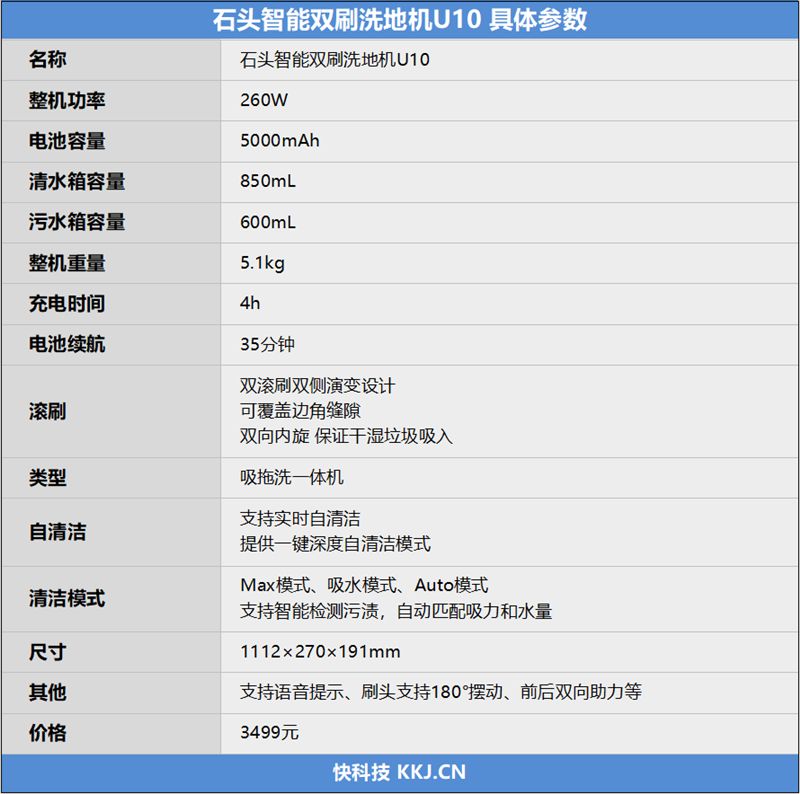 石头智能双刷洗地机U10 具体参数
名称 石头智能双刷洗地机U10
整机功率 260W
电池容量 5000mAh
清水箱容量 850mL
污水箱容量 600mL
整机重量 5.1kg
充电时间 4h
电池续航 35分钟
滚刷 双滚刷双侧演变设计
可覆盖边角缝隙
双向内旋 保证干湿垃圾吸入
类型 吸拖洗一体机
自清洁 支持实时自清洁
提供一键深度自清洁模式
清洁模式 Max模式、吸水模式、Auto模式
支持智能检测污渍，自动匹配吸力和水量
尺寸 1112×270×191mm
其他 支持语音提示、刷头支持180°摆动、前后双向助力等
价格 3499元
快科技 KKJ.CN